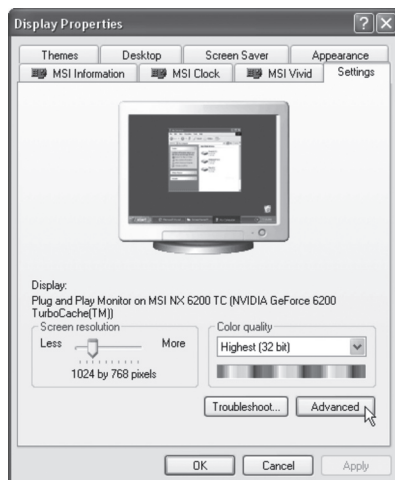 Display Properties
Themes Desktop Screen Saver Appearance
MSI Information MSI Clock MSI Vivid Settings
Display:
Plug and Play Monitor on MSI NX 6200 TC (NVIDIA GeForce 6200
TurboCache(TM))
Screen resolution Color quality
Less More Highest (32 bit)
1024 by 768 pixels
Troubleshoot... Advanced
OK Cancel Apply